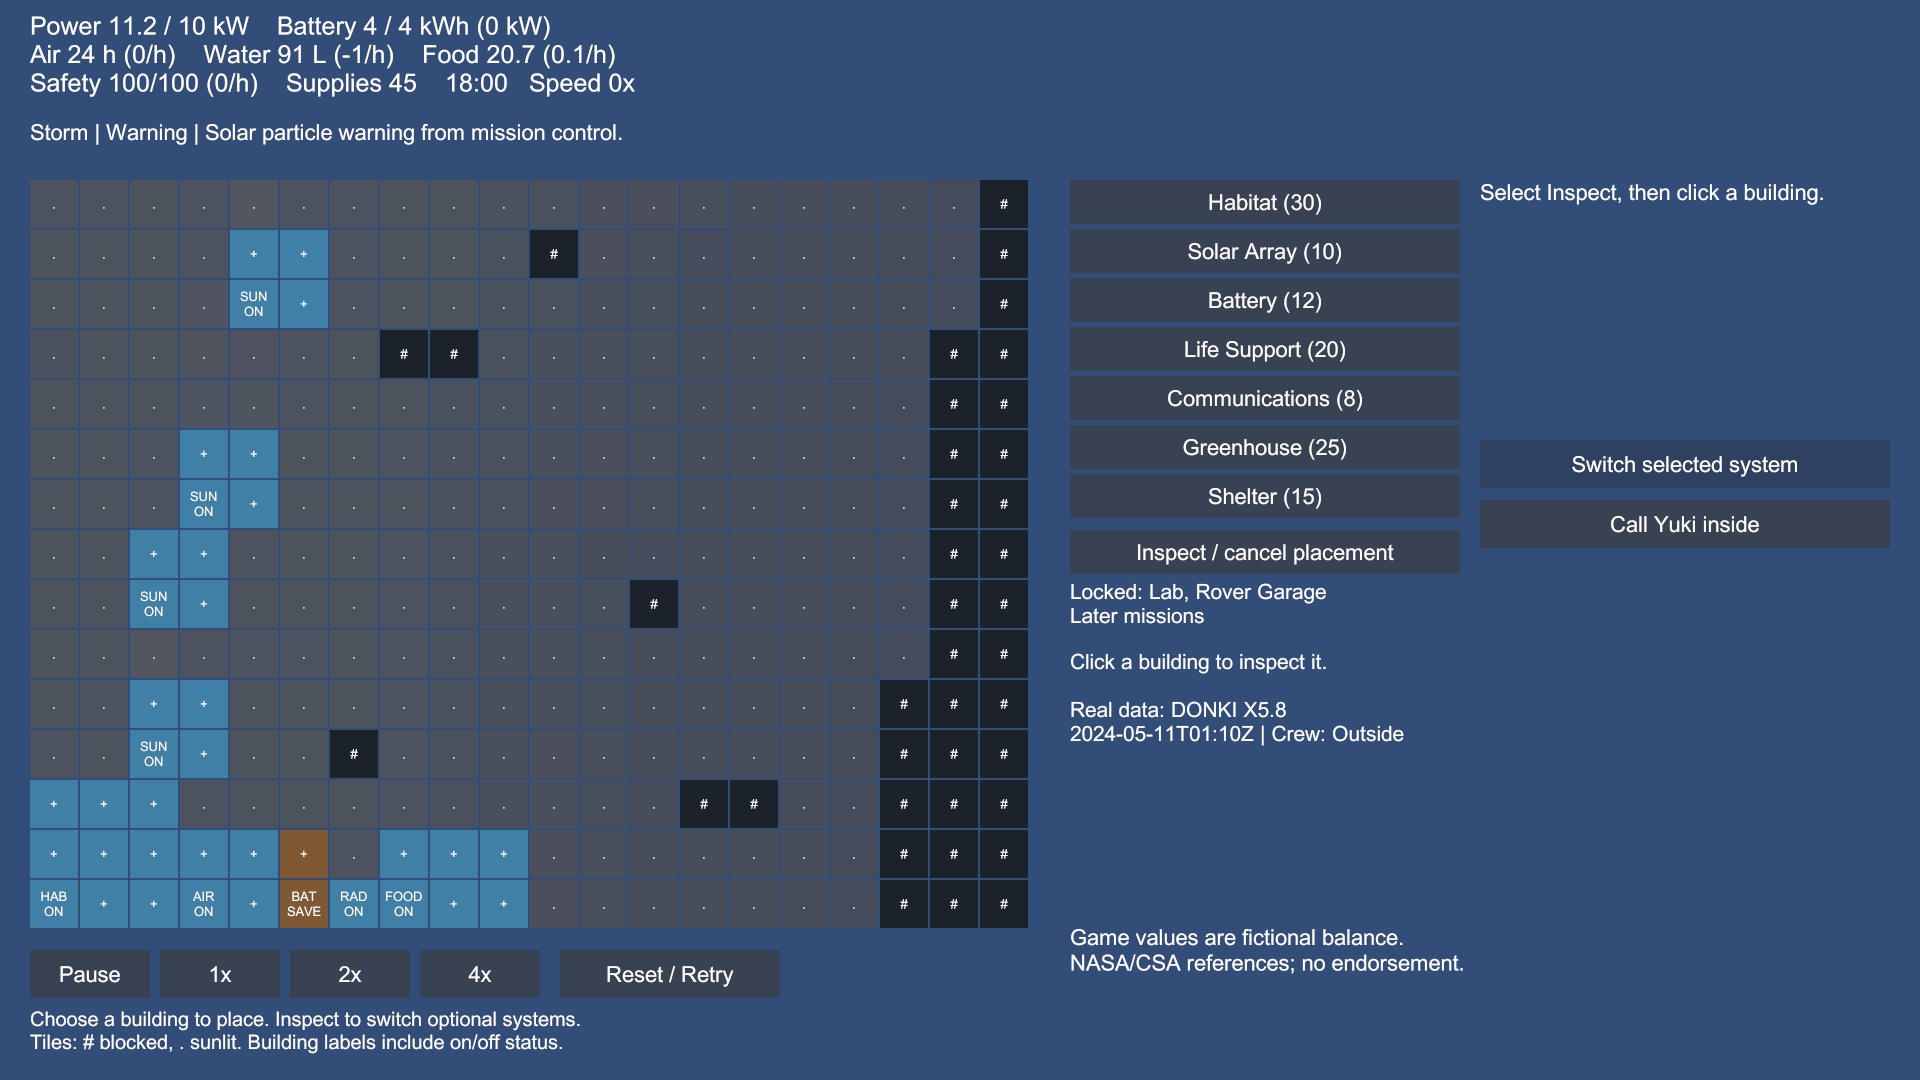 Power 11.2 / 10 kW    Battery 4 / 4 kWh (0 kW)
Air 24 h (0/h)    Water 91 L (-1/h)    Food 20.7 (0.1/h)
Safety 100/100 (0/h)    Supplies 45    18:00   Speed 0x
Storm | Warning | Solar particle warning from mission control.
. . . . . . . . . . . . . . . . . . . #
. . . . + + . . . . # . . . . . . . . #
. . . . SUN ON + . . . . . . . . . . . . . #
. . . . . . . # # . . . . . . . . . # #
. . . . . . . . . . . . . . . . . . # #
. . . + + . . . . . . . . . . . . . # #
. . . SUN ON + . . . . . . . . . . . . . # #
. . + + . . . . . . . . . . . . . . # #
. . SUN ON + . . . . . . . . # . . . . . # #
. . . . . . . . . . . . . . . . . . # #
. . + + . . . . . . . . . . . . . # # #
. . SUN ON + . . # . . . . . . . . . . # # #
+ + + . . . . . . . . . . # # . . # # #
+ + + + + + . + + + . . . . . . . # # #
HAB ON + + AIR ON + BAT SAVE RAD ON FOOD ON + + . . . . . . . # # #
Pause
1x
2x
4x
Reset / Retry
Choose a building to place. Inspect to switch optional systems.
Tiles: # blocked, . sunlit. Building labels include on/off status.
Habitat (30)
Solar Array (10)
Battery (12)
Life Support (20)
Communications (8)
Greenhouse (25)
Shelter (15)
Inspect / cancel placement
Locked: Lab, Rover Garage
Later missions
Click a building to inspect it.
Real data: DONKI X5.8
2024-05-11T01:10Z | Crew: Outside
Game values are fictional balance.
NASA/CSA references; no endorsement.
Select Inspect, then click a building.
Switch selected system
Call Yuki inside